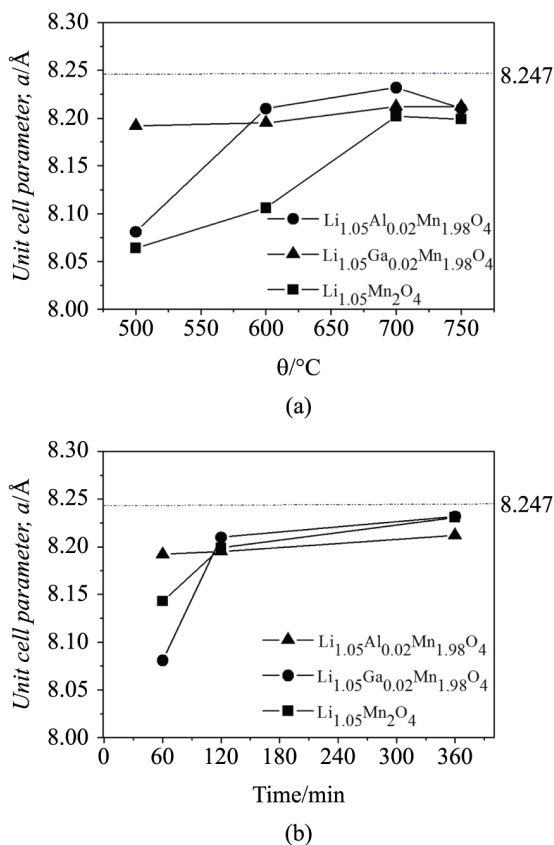 8.30
8.25
8.20
8.15
8.10
8.05
8.00
Unit cell parameter, a/Å
8.247
Li1.05Al0.02Mn1.98O4
Li1.05Ga0.02Mn1.98O4
Li1.05Mn2O4
500 550 600 650 700 750
θ/°C
(a)
8.30
8.25
8.20
8.15
8.10
8.05
8.00
Unit cell parameter, a/Å
8.247
Li1.05Al0.02Mn1.98O4
Li1.05Ga0.02Mn1.98O4
Li1.05Mn2O4
0 60 120 180 240 300 360
Time/min
(b)